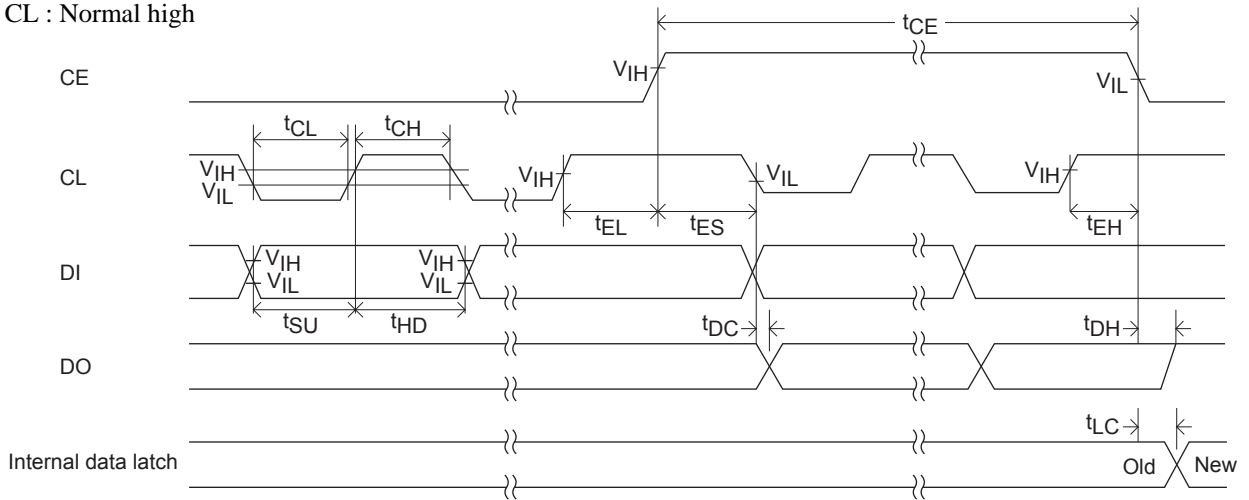 CL : Normal high
tCE
CE
VIH
VIL
tCL
tCH
CL
VIH
VIL
VIH
VIL
VIH
tEL
tES
tEH
DI
VIH
VIL
VIH
VIL
tSU
tHD
tDC
tDH
DO
tLC
Internal data latch
Old
New